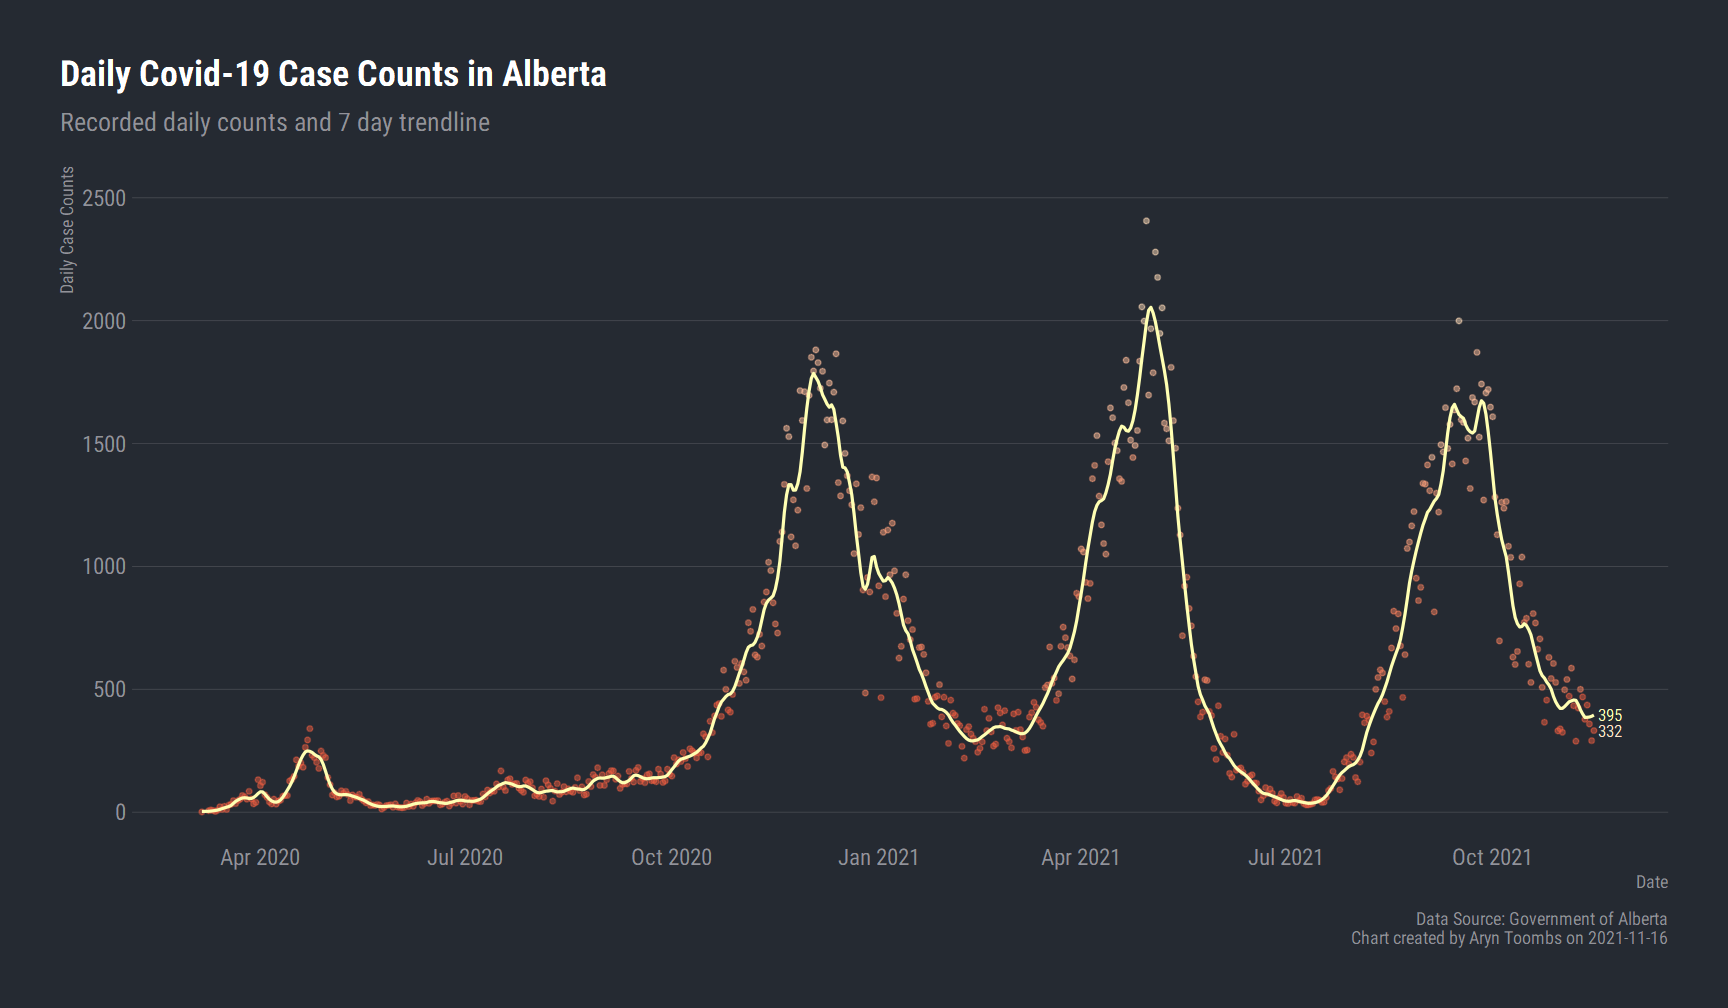 Daily Covid-19 Case Counts in Alberta
Recorded daily counts and 7 day trendline
Daily Case Counts
2500
2000
1500
1000
500
0
395
332
Apr 2020
Jul 2020
Oct 2020
Jan 2021
Apr 2021
Jul 2021
Oct 2021
Date
Data Source: Government of Alberta
Chart created by Aryn Toombs on 2021-11-16